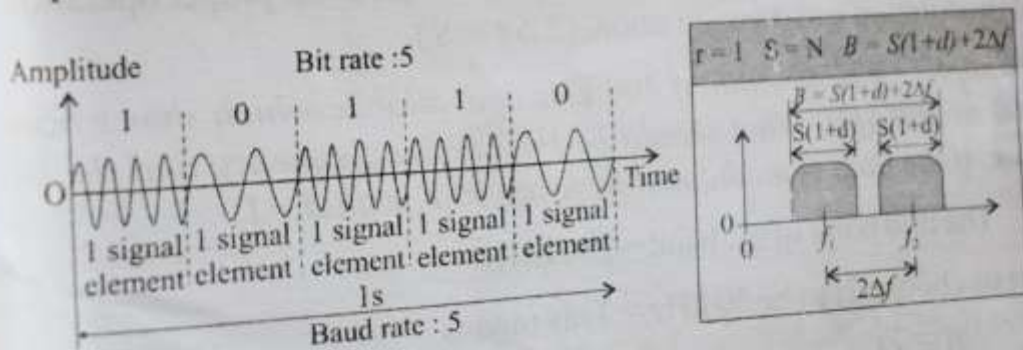 Amplitude
Bit rate :5
1 0 1 1 0
O
Time
1 signal 1 signal 1 signal 1 signal 1 signal
element element element element element
1s
Baud rate : 5
r = 1 S = N B = S(1+d)+2Δf
B = S(1+d)+2Δf
S(1+d) S(1+d)
0
0 f₁ f₂
2Δf